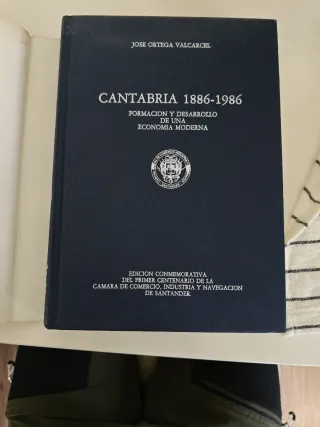 JOSE ORTEGA VALCARCEL
CANTABRIA 1886-1986
FORMACION Y DESARROLLO
DE UNA
ECONOMIA MODERNA
EDICION CONMEMORATIVA
DEL PRIMER CENTENARIO DE LA
CAMARA DE COMERCIO, INDUSTRIA Y NAVEGACION
DE SANTANDER